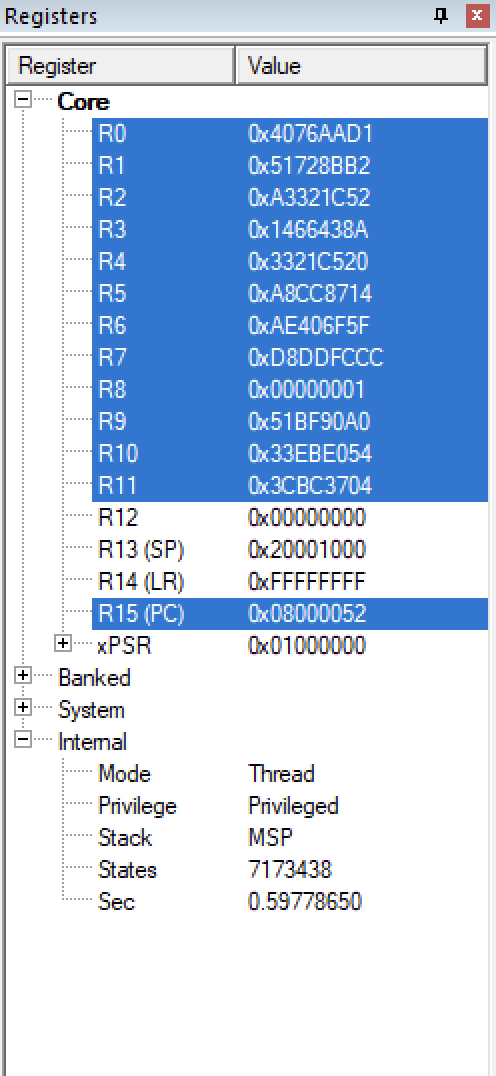 Registers
Register Value
Core
R0 0x4076AAD1
R1 0x51728BB2
R2 0xA3321C52
R3 0x1466438A
R4 0x3321C520
R5 0xA8CC8714
R6 0xAE406F5F
R7 0xD8DDFCCC
R8 0x00000001
R9 0x51BF90A0
R10 0x33EBE054
R11 0x3CBC3704
R12 0x00000000
R13 (SP) 0x20001000
R14 (LR) 0xFFFFFFFF
R15 (PC) 0x08000052
xPSR 0x01000000
Banked
System
Internal
Mode Thread
Privilege Privileged
Stack MSP
States 7173438
Sec 0.59778650